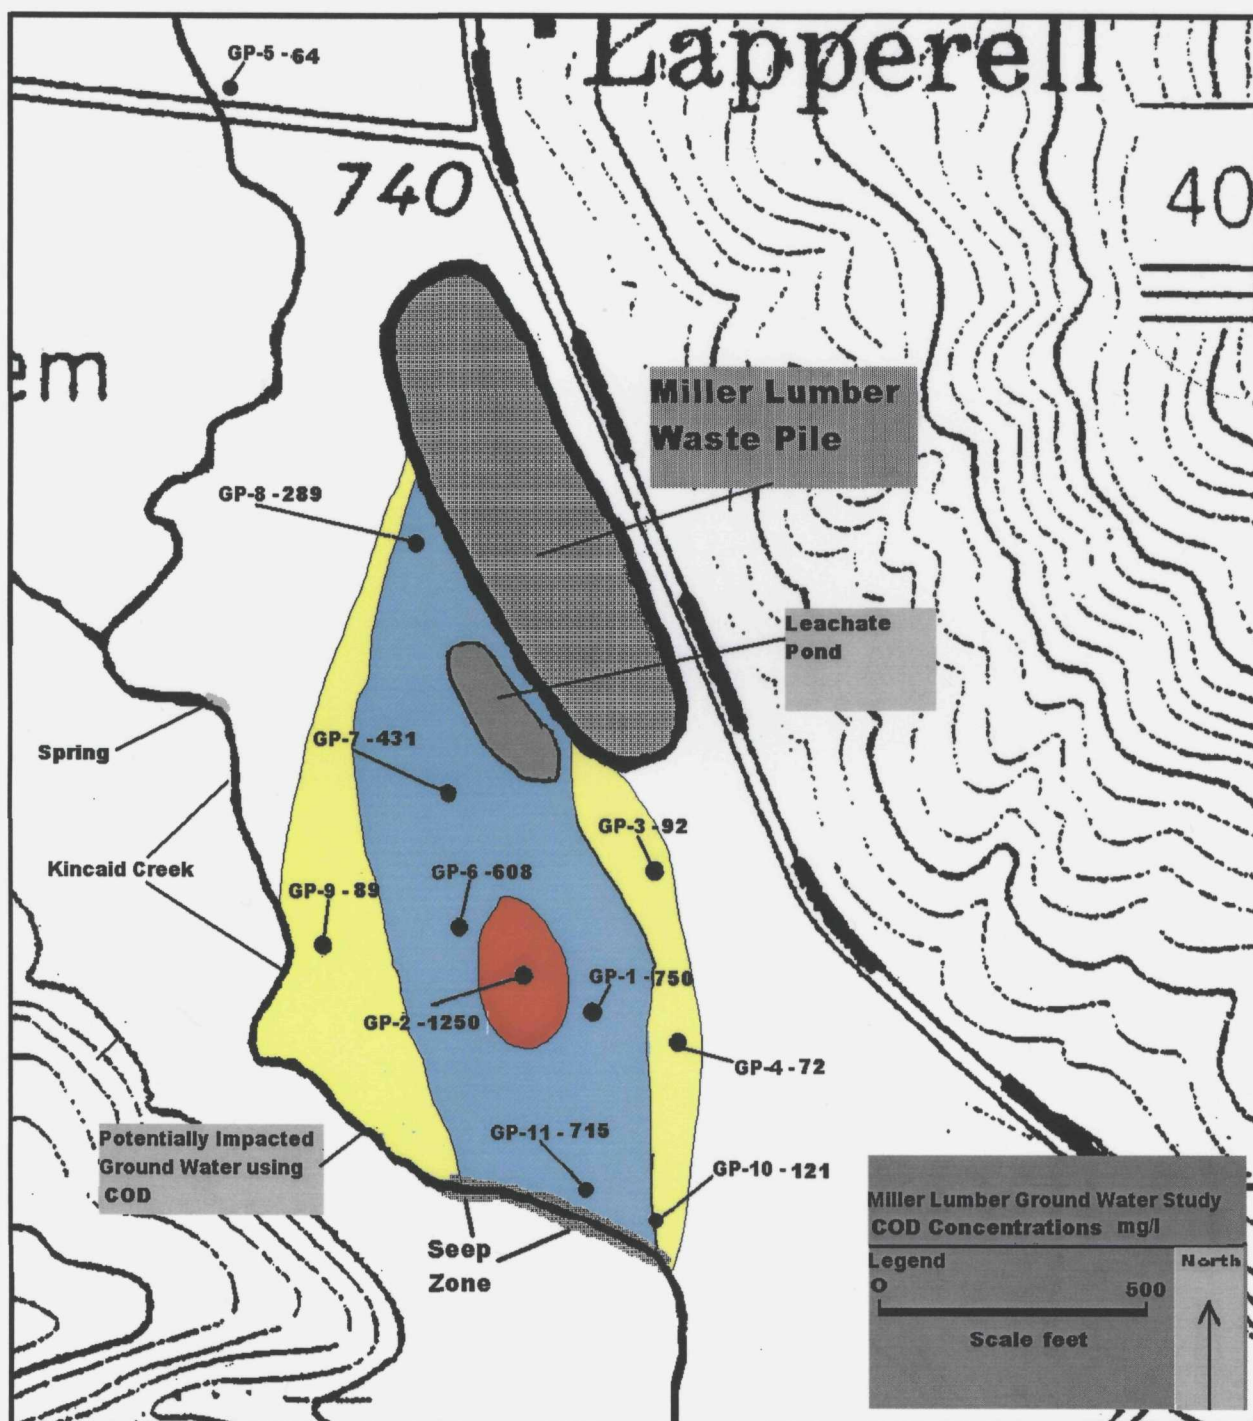 GP-5 - 64
Lapperell
740
40
em
Miller Lumber
Waste Pile
GP-8 - 289
Leachate
Pond
Spring
GP-7 - 431
GP-3 - 92
Kincaid Creek
GP-6 - 608
GP-9 - 89
GP-1 - 750
GP-2 - 1250
GP-4 - 72
Potentially Impacted
Ground Water using
COD
GP-11 - 715
GP-10 - 121
Seep
Zone
Miller Lumber Ground Water Study
COD Concentrations mg/l
Legend
North
0
500
Scale feet